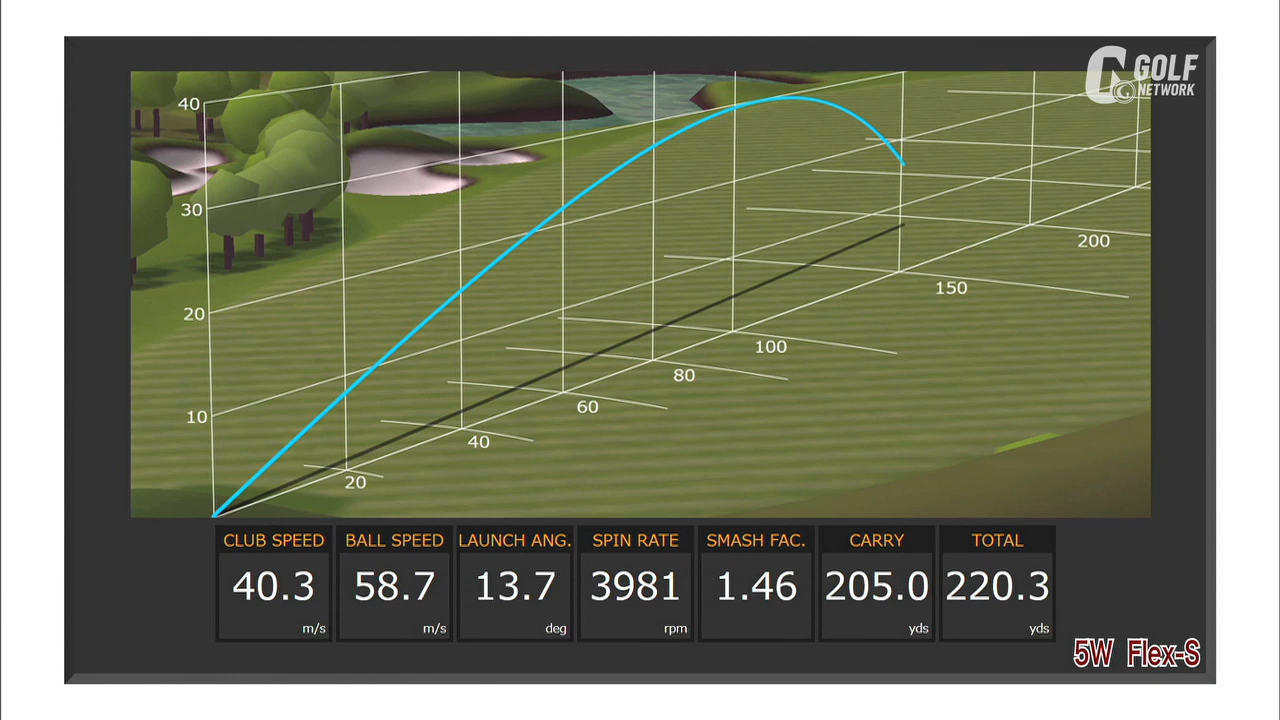 GOLF
NETWORK
40
30
20
10
20
40
60
80
100
150
200
CLUB SPEED BALL SPEED LAUNCH ANG. SPIN RATE SMASH FAC. CARRY TOTAL
40.3 58.7 13.7 3981 1.46 205.0 220.3
m/s m/s deg rpm yds yds
5W Flex-S